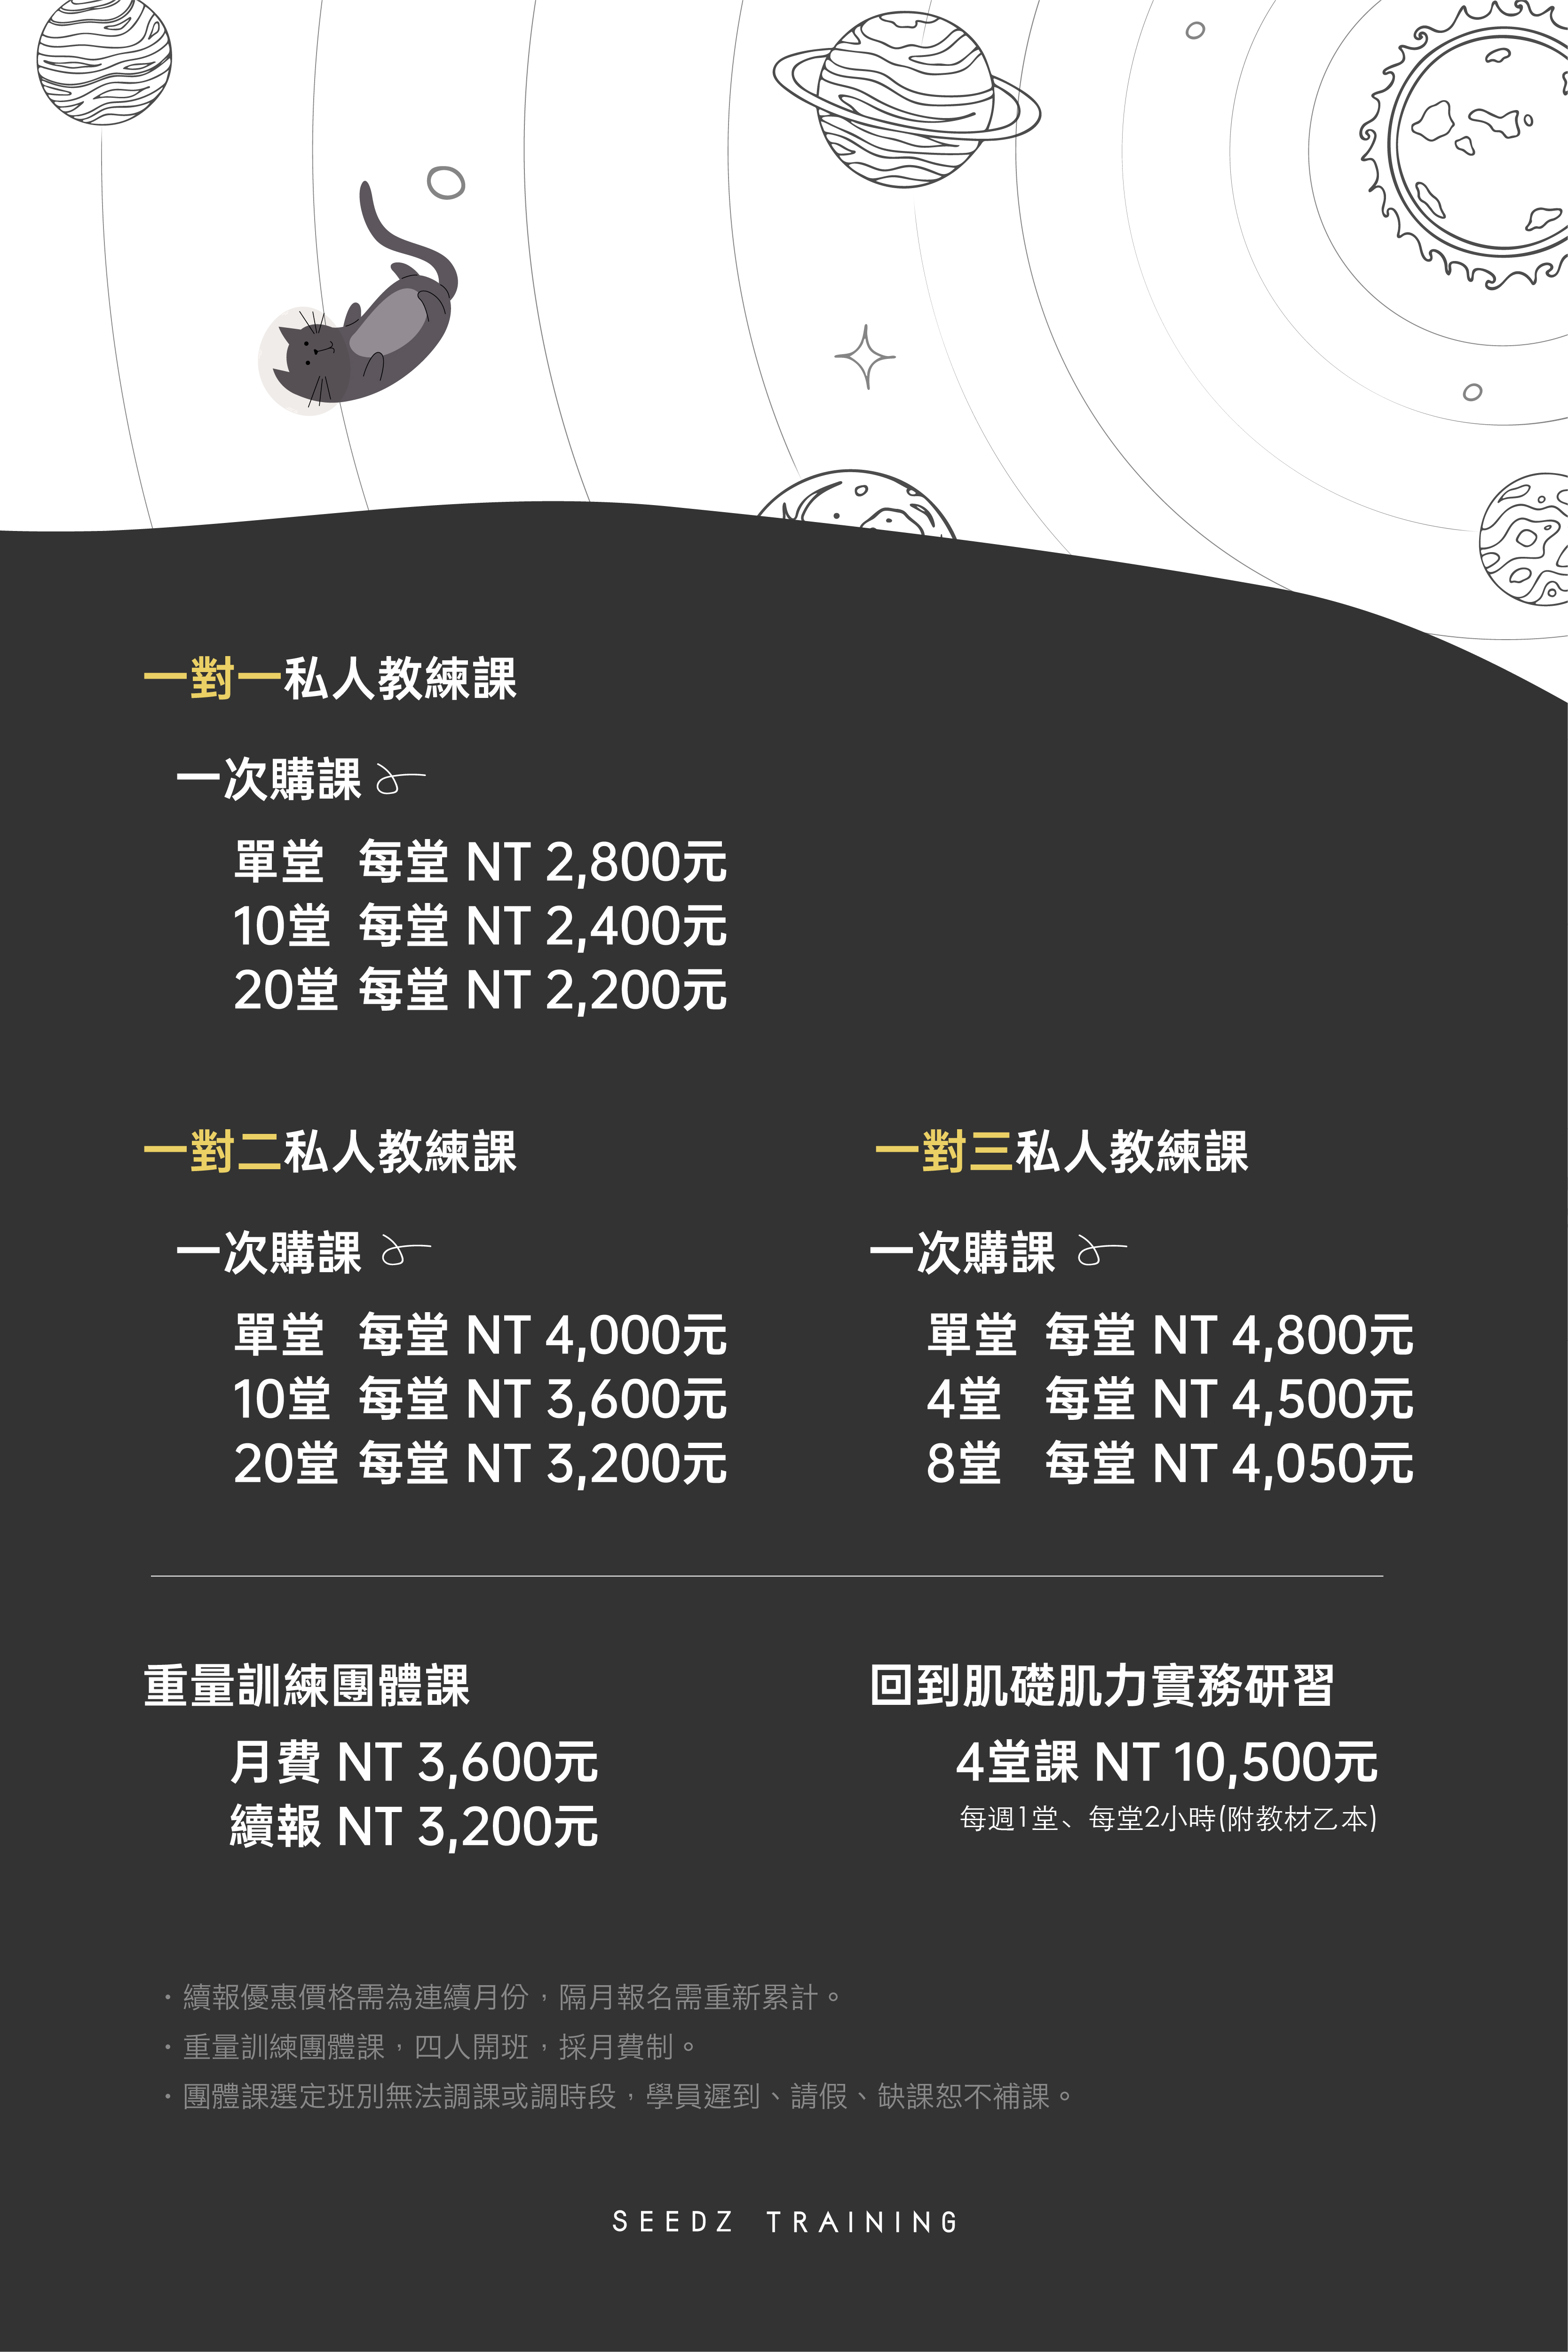 一對一私人教練課
一次購課
單堂 每堂 NT 2,800元
10堂 每堂 NT 2,400元
20堂 每堂 NT 2,200元
一對二私人教練課
一次購課
單堂 每堂 NT 4,000元
10堂 每堂 NT 3,600元
20堂 每堂 NT 3,200元
一對三私人教練課
一次購課
單堂 每堂 NT 4,800元
4堂 每堂 NT 4,500元
8堂 每堂 NT 4,050元
重量訓練團體課
月費 NT 3,600元
續報 NT 3,200元
回到肌礎肌力實務研習
4堂課 NT 10,500元
每週1堂、每堂2小時(附教材乙本)
・續報優惠價格需為連續月份，隔月報名需重新累計。
・重量訓練團體課，四人開班，採月費制。
・團體課選定班別無法調課或調時段，學員遲到、請假、缺課恕不補課。
SEEDZ TRAINING